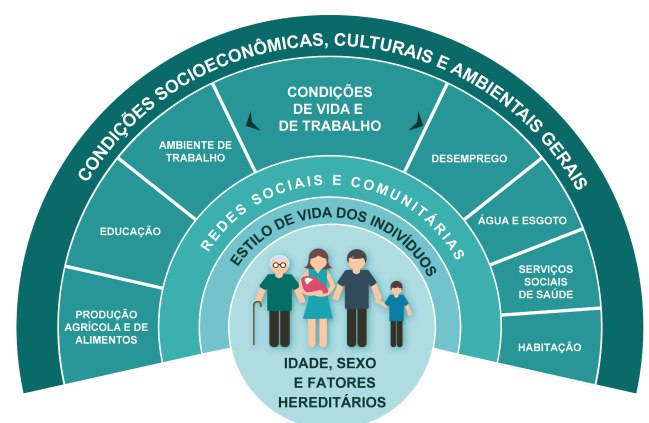 CONDIÇÕES SOCIOECONÔMICAS, CULTURAIS E AMBIENTAIS GERAIS
CONDIÇÕES
DE VIDA E
DE TRABALHO
AMBIENTE DE
TRABALHO
DESEMPREGO
EDUCAÇÃO
ÁGUA E ESGOTO
PRODUÇÃO
AGRÍCOLA E DE
ALIMENTOS
SERVIÇOS
SOCIAIS
DE SAÚDE
HABITAÇÃO
REDES SOCIAIS E COMUNITÁRIAS
ESTILO DE VIDA DOS INDIVÍDUOS
IDADE, SEXO
E FATORES
HEREDITÁRIOS